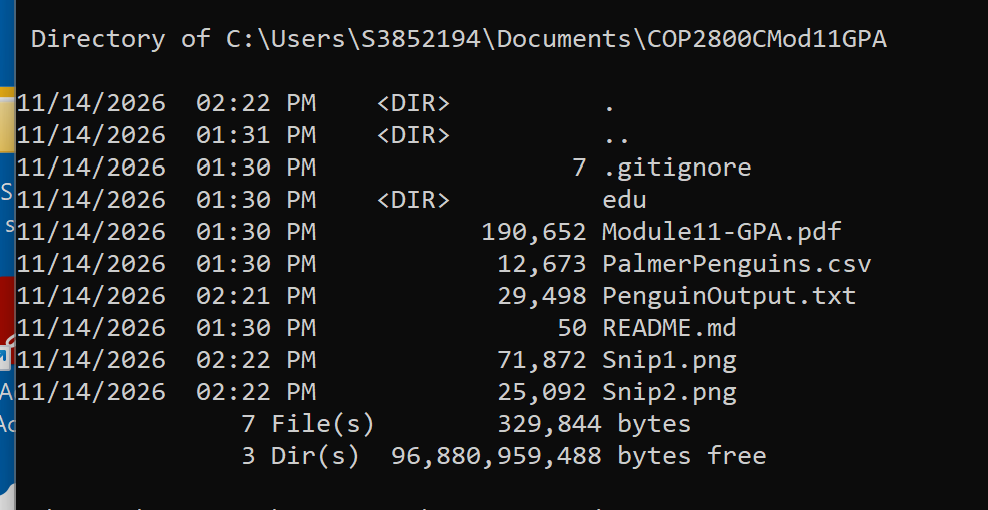 Directory of C:\Users\S3852194\Documents\COP2800CMod11GPA
11/14/2026  02:22 PM    <DIR>          .
11/14/2026  01:31 PM    <DIR>          ..
11/14/2026  01:30 PM                 7 .gitignore
11/14/2026  01:30 PM    <DIR>          edu
11/14/2026  01:30 PM           190,652 Module11-GPA.pdf
11/14/2026  01:30 PM            12,673 PalmerPenguins.csv
11/14/2026  02:21 PM            29,498 PenguinOutput.txt
11/14/2026  01:30 PM                50 README.md
11/14/2026  02:22 PM            71,872 Snip1.png
11/14/2026  02:22 PM            25,092 Snip2.png
7 File(s)        329,844 bytes
3 Dir(s)  96,880,959,488 bytes free